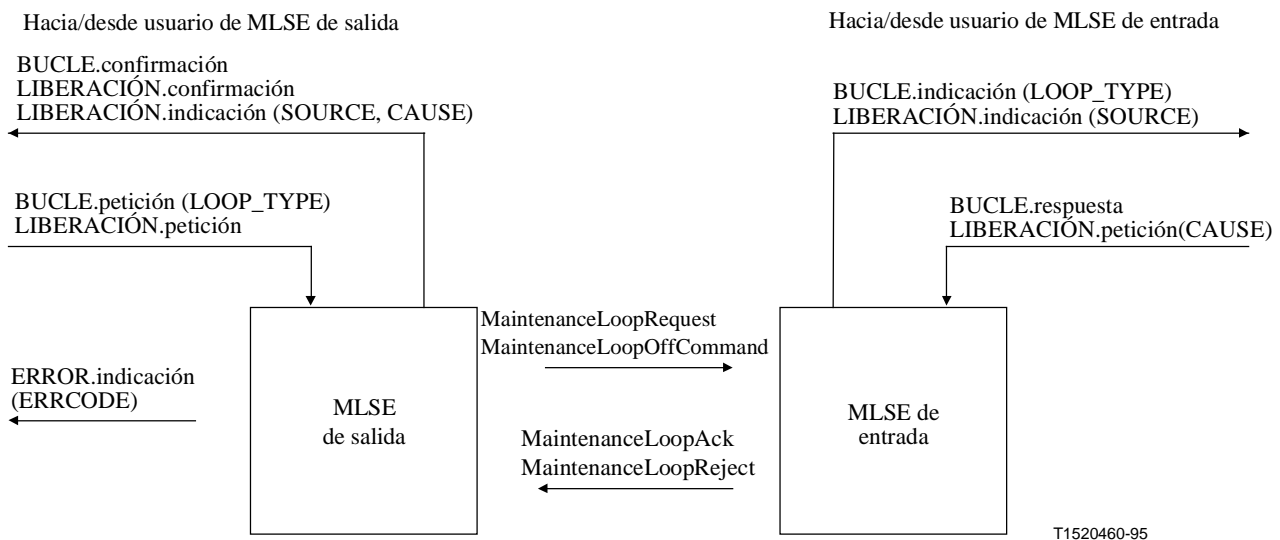 Hacia/desde usuario de MLSE de salida
Hacia/desde usuario de MLSE de entrada
BUCLE.confirmación
LIBERACIÓN.confirmación
LIBERACIÓN.indicación (SOURCE, CAUSE)
BUCLE.indicación (LOOP_TYPE)
LIBERACIÓN.indicación (SOURCE)
BUCLE.petición (LOOP_TYPE)
LIBERACIÓN.petición
BUCLE.respuesta
LIBERACIÓN.petición(CAUSE)
MaintenanceLoopRequest
MaintenanceLoopOffCommand
ERROR.indicación
(ERRCODE)
MLSE
de salida
MLSE de
entrada
MaintenanceLoopAck
MaintenanceLoopReject
T1520460-95